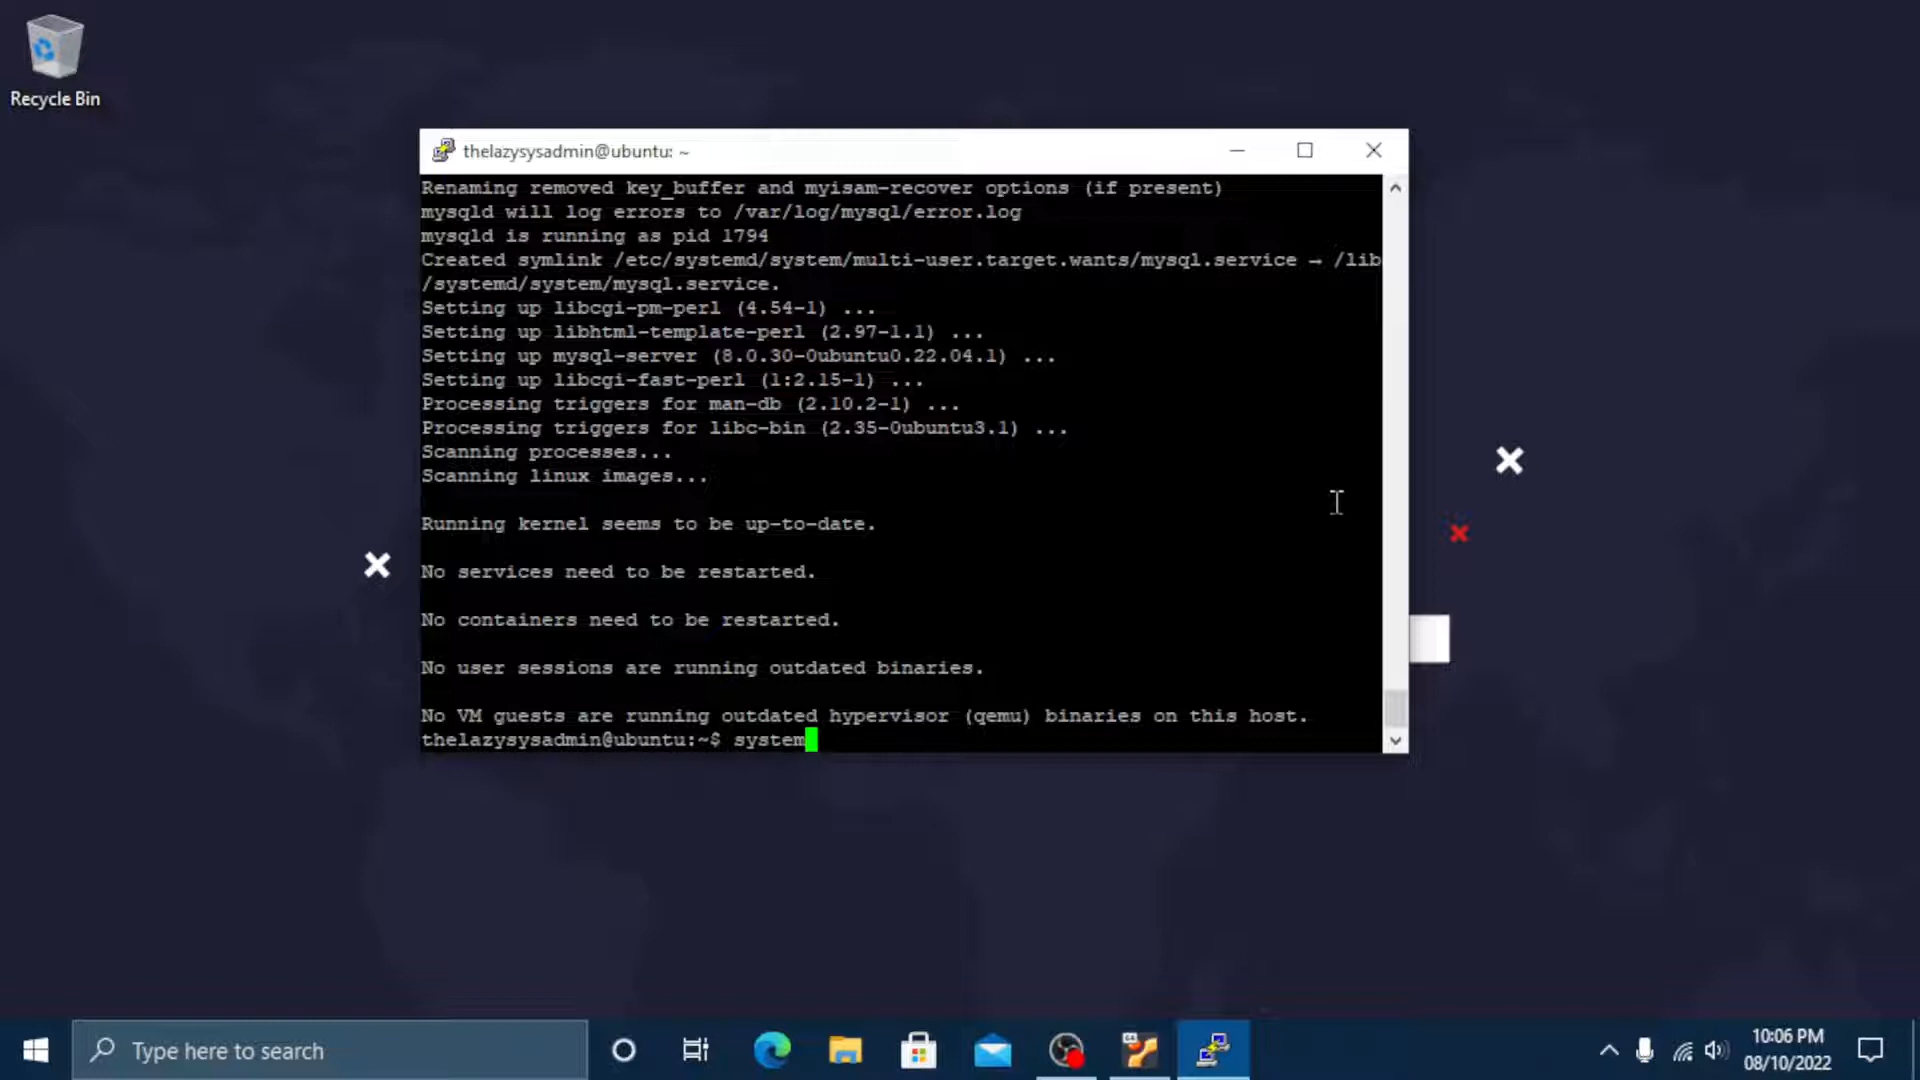 Recycle Bin
thelazysysadmin@ubuntu: ~
Renaming removed key_buffer and myisam-recover options (if present)
mysqld will log errors to /var/log/mysql/error.log
mysqld is running as pid 1794
Created symlink /etc/systemd/system/multi-user.target.wants/mysql.service → /lib
/systemd/system/mysql.service.
Setting up libcgi-pm-perl (4.54-1) ...
Setting up libhtml-template-perl (2.97-1.1) ...
Setting up mysql-server (8.0.30-0ubuntu0.22.04.1) ...
Setting up libcgi-fast-perl (1:2.15-1) ...
Processing triggers for man-db (2.10.2-1) ...
Processing triggers for libc-bin (2.35-0ubuntu3.1) ...
Scanning processes...
Scanning linux images...
Running kernel seems to be up-to-date.
No services need to be restarted.
No containers need to be restarted.
No user sessions are running outdated binaries.
No VM guests are running outdated hypervisor (qemu) binaries on this host.
thelazysysadmin@ubuntu:~$ system
Type here to search
10:06 PM
08/10/2022